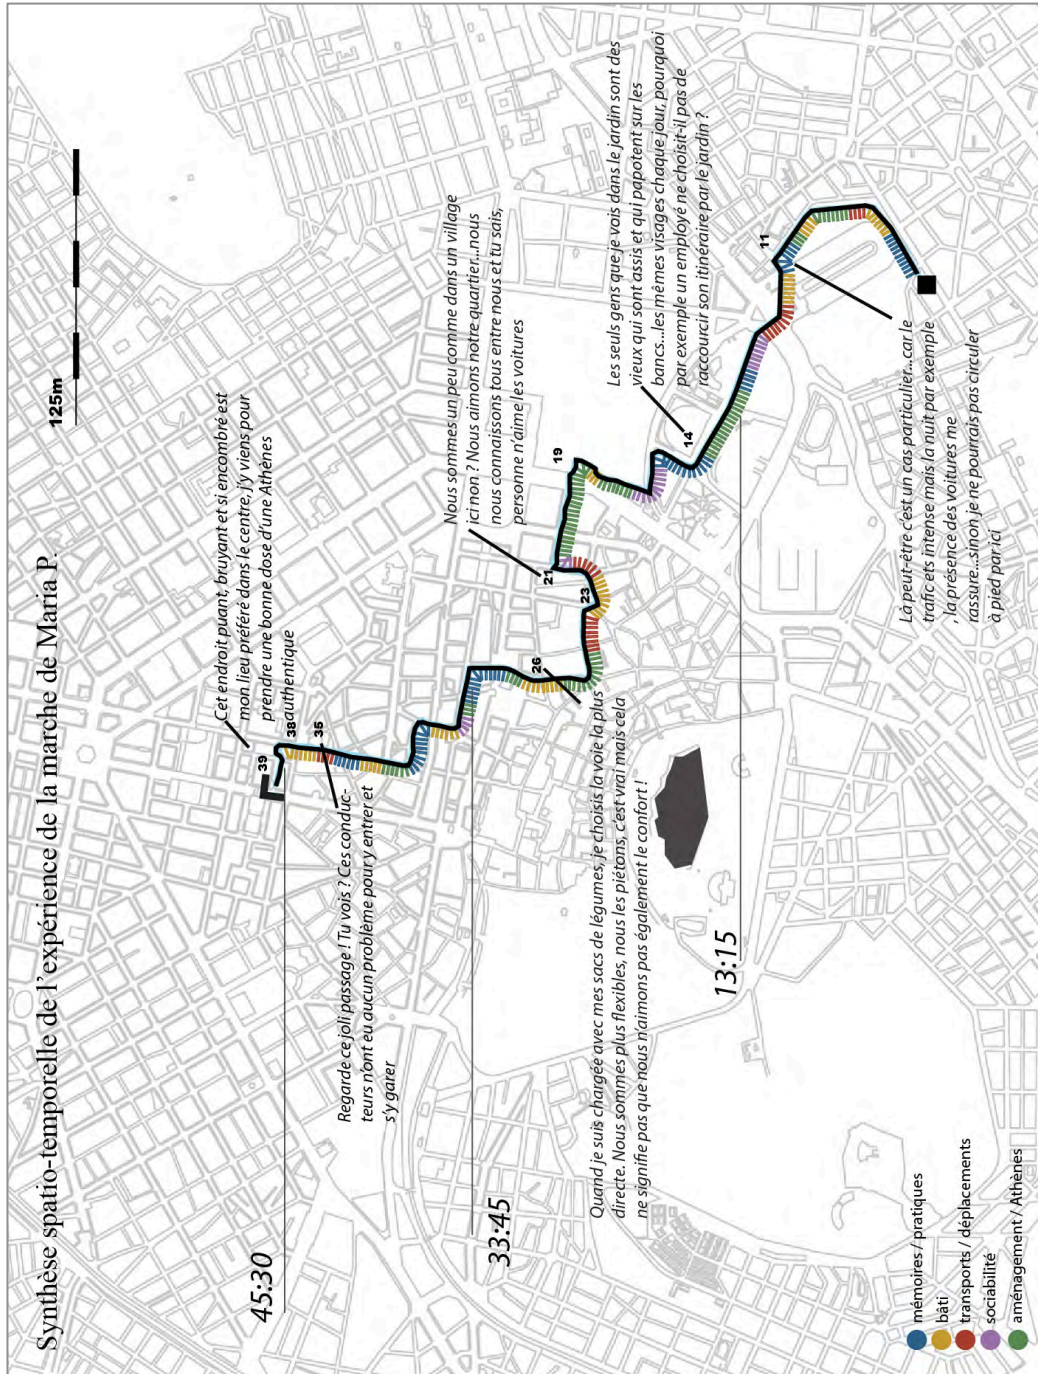 Synthèse spatio-temporelle de l'expérience de la marche de Maria P.
125m
Cet endroit puant, bruyant et si encombré est
mon lieu préféré dans le centre, j'y viens pour
prendre une bonne dose d'une Athènes
authentique
39
38
35
45:30
Regarde ce joli passage ! Tu vois ? Ces conduc-
teurs n'ont eu aucun problème pour y entrer et
s'y garer
Nous sommes un peu comme dans un village
ici non ? Nous aimons notre quartier...nous
nous connaissons tous entre nous et tu sais,
personne n'aime les voitures
33:45
26
23
21
19
Les seuls gens que je vois dans le jardin sont des
vieux qui sont assis et qui papotent sur les
bancs...les mêmes visages chaque jour, pourquoi
par exemple un employé ne choisit-il pas de
raccourcir son itinéraire par le jardin ?
14
11
Quand je suis chargée avec mes sacs de légumes, je choisis la voie la plus
directe. Nous sommes plus flexibles, nous les piétons, c'est vrai mais cela
ne signifie pas que nous n'aimons pas également le confort !
13:15
Là peut-être c'est un cas particulier...car le
trafic ets intense mais la nuit par exemple
, la présence des voitures me
rassure...sinon je ne pourrais pas circuler
à pied par ici
mémoires / pratiques
bâti
transports / déplacements
sociabilité
aménagement / Athènes